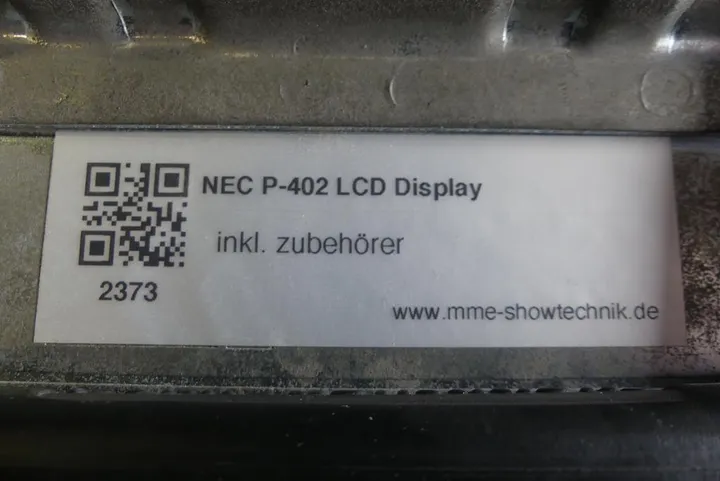 NEC P-402 LCD Display
inkl. zubehörer
2373
www.mme-showtechnik.de